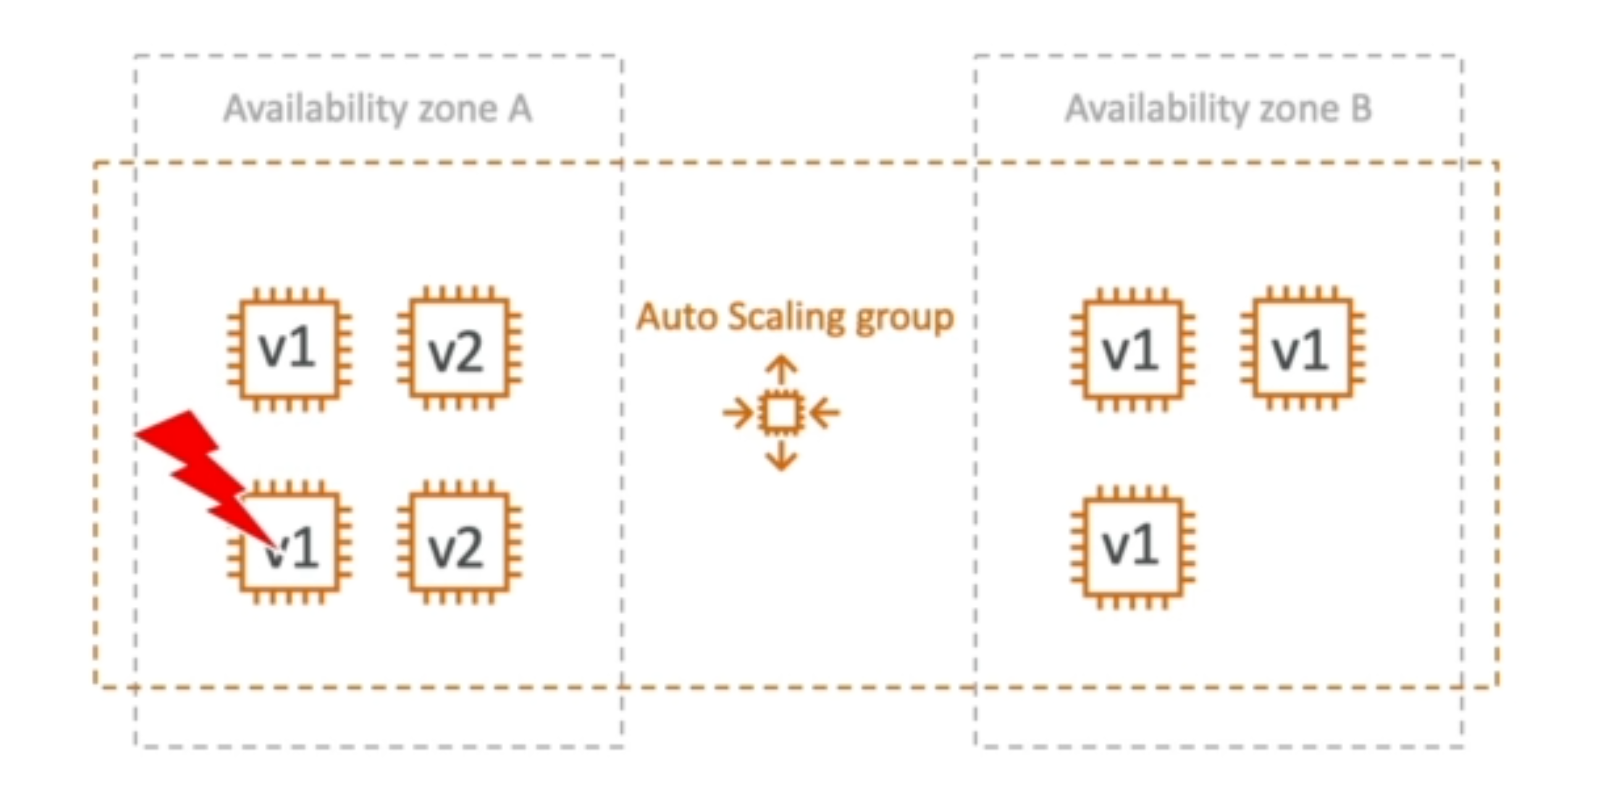 Availability zone A
Availability zone B
v1
v2
Auto Scaling group
v1
v1
v1
v2
v1